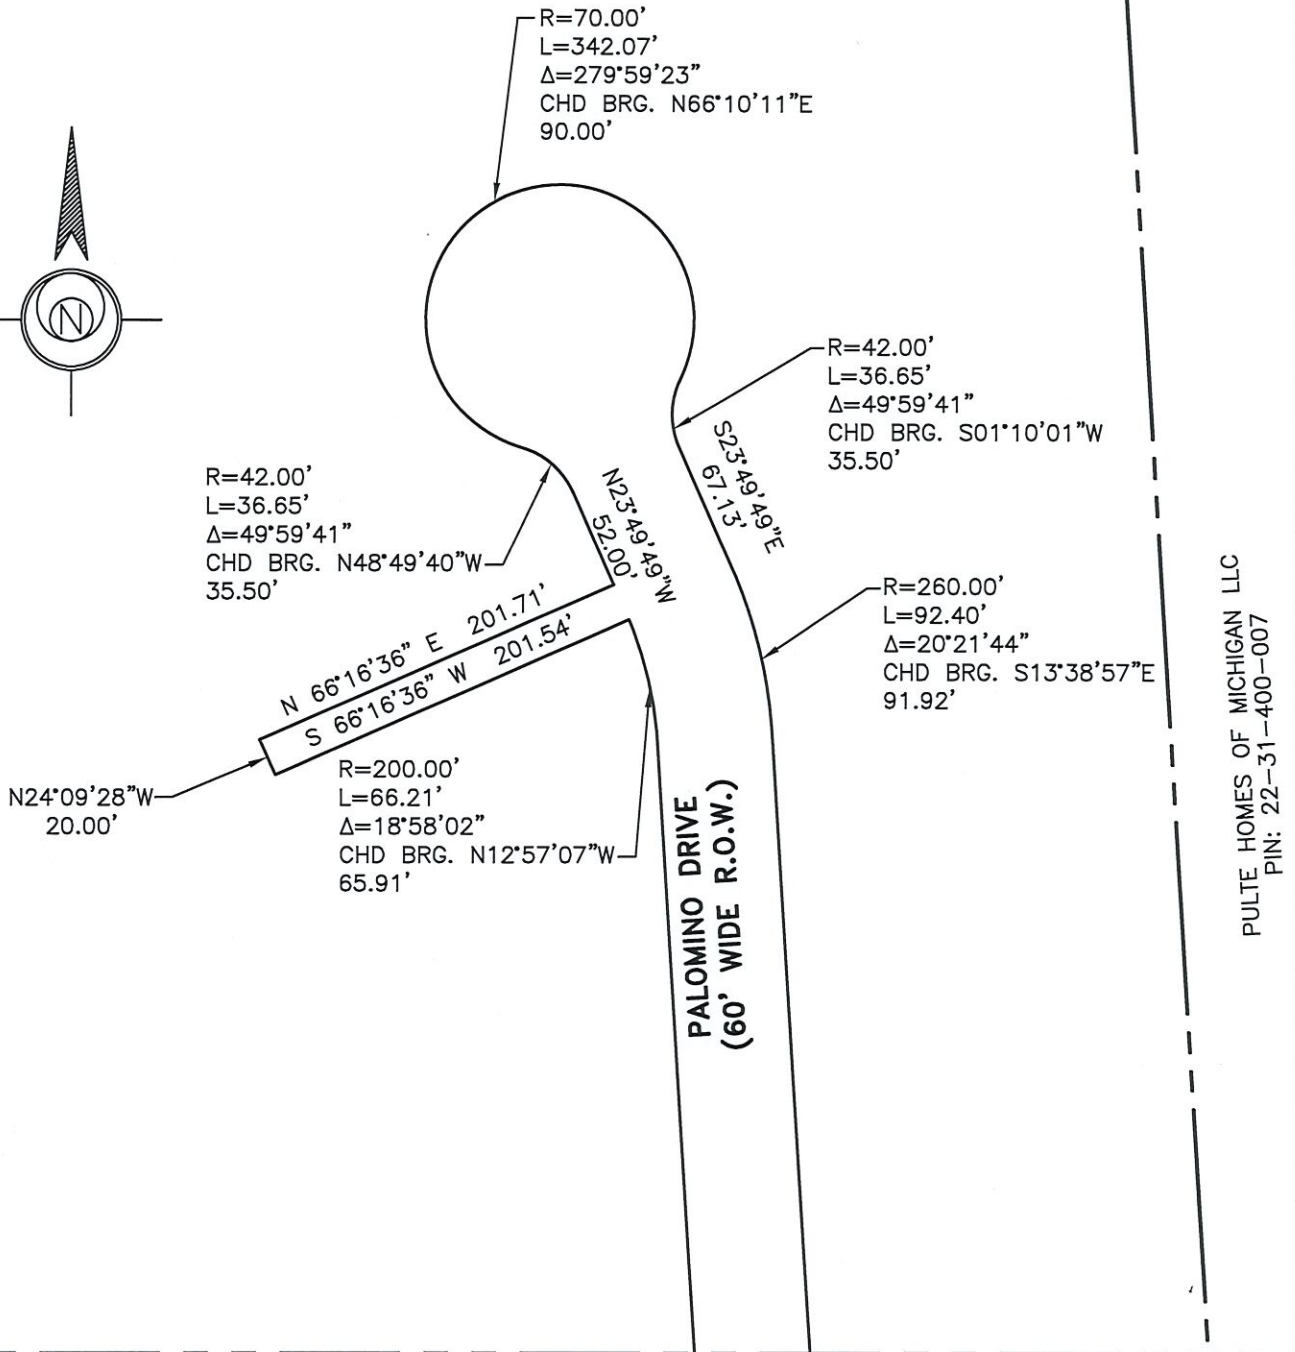 R=70.00'
L=342.07'
Δ=279°59'23"
CHD BRG. N66°10'11"E
90.00'
N
R=42.00'
L=36.65'
Δ=49°59'41"
CHD BRG. S01°10'01"W
35.50'
S23°49'49"E
67.13'
R=42.00'
L=36.65'
Δ=49°59'41"
CHD BRG. N48°49'40"W
35.50'
N23°49'49"W
52.00'
R=260.00'
L=92.40'
Δ=20°21'44"
CHD BRG. S13°38'57"E
91.92'
N 66°16'36" E 201.71'
S 66°16'36" W 201.54'
N24°09'28"W
20.00'
R=200.00'
L=66.21'
Δ=18°58'02"
CHD BRG. N12°57'07"W
65.91'
PALOMINO DRIVE
(60' WIDE R.O.W.)
PULTE HOMES OF MICHIGAN LLC
PIN: 22-31-400-007